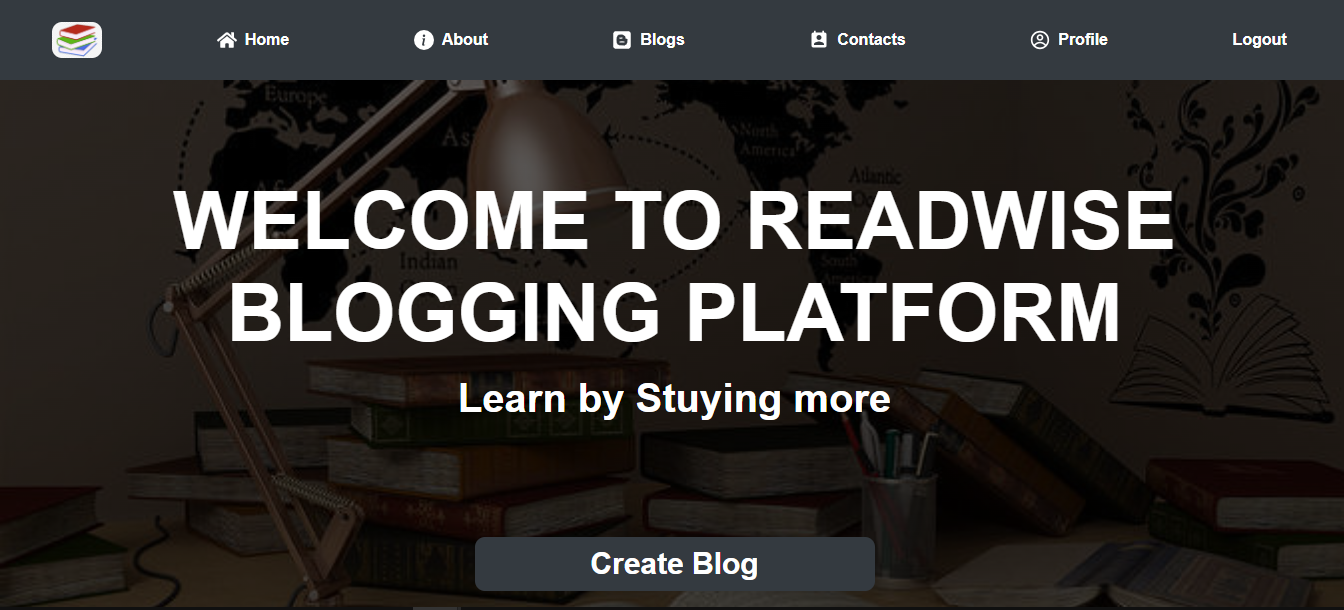 Home
About
Blogs
Contacts
Profile
Logout
Europe
Asi
North
America
Atlantic
WELCOME TO READWISE
Indian
South
America
BLOGGING PLATFORM
Learn by Stuying more
Create Blog